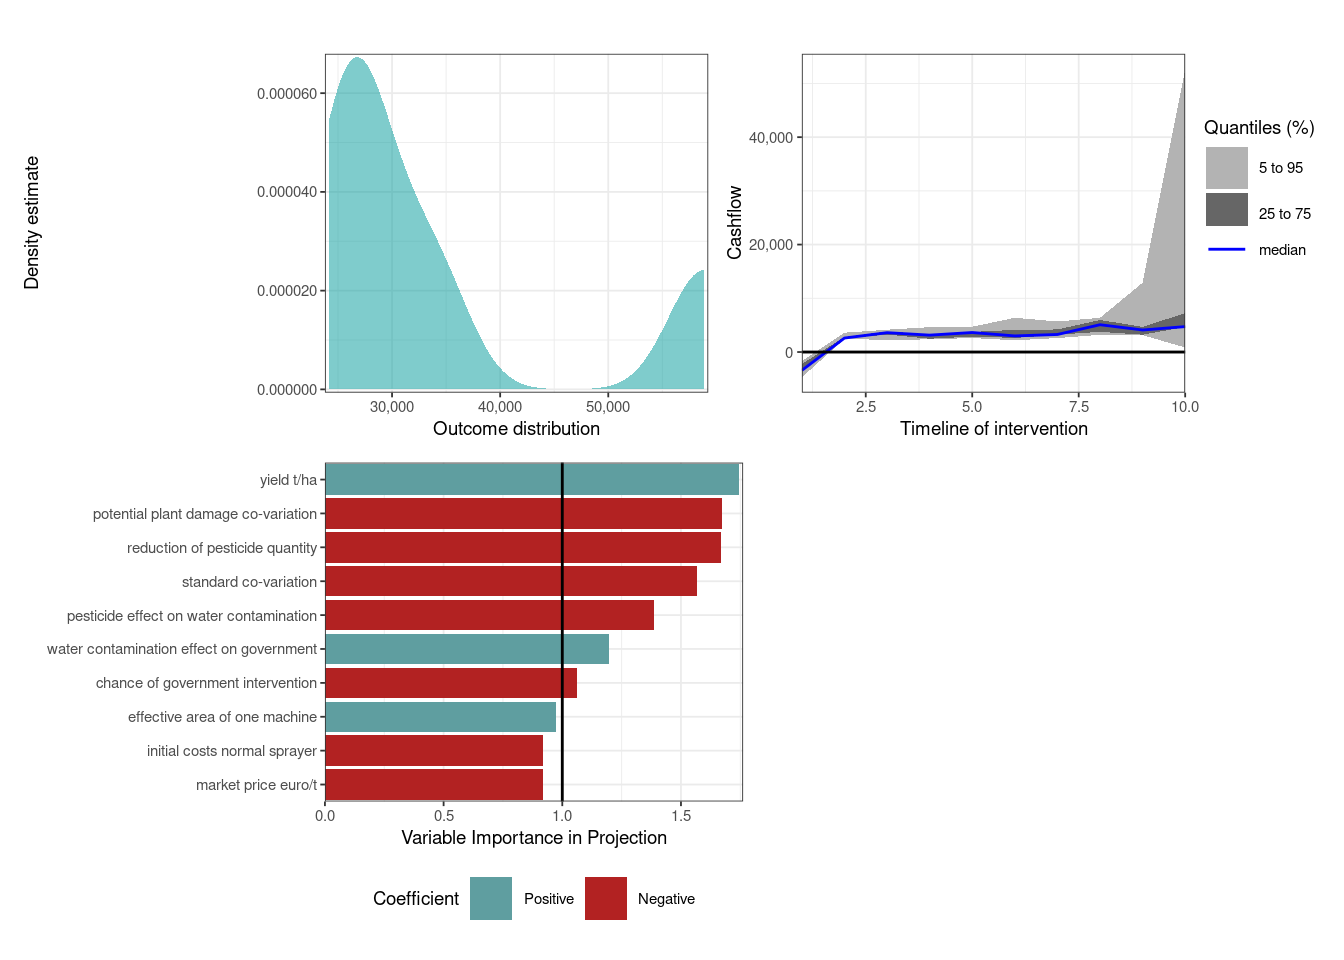 Density estimate
0.000060
0.000040
0.000020
0.000000
30,000
40,000
50,000
Outcome distribution
Cashflow
40,000
20,000
0
2.5
5.0
7.5
10.0
Timeline of intervention
Quantiles (%)
5 to 95
25 to 75
median
yield t/ha
potential plant damage co-variation
reduction of pesticide quantity
standard co-variation
pesticide effect on water contamination
water contamination effect on government
chance of government intervention
effective area of one machine
initial costs normal sprayer
market price euro/t
0.0
0.5
1.0
1.5
Variable Importance in Projection
Coefficient
Positive
Negative